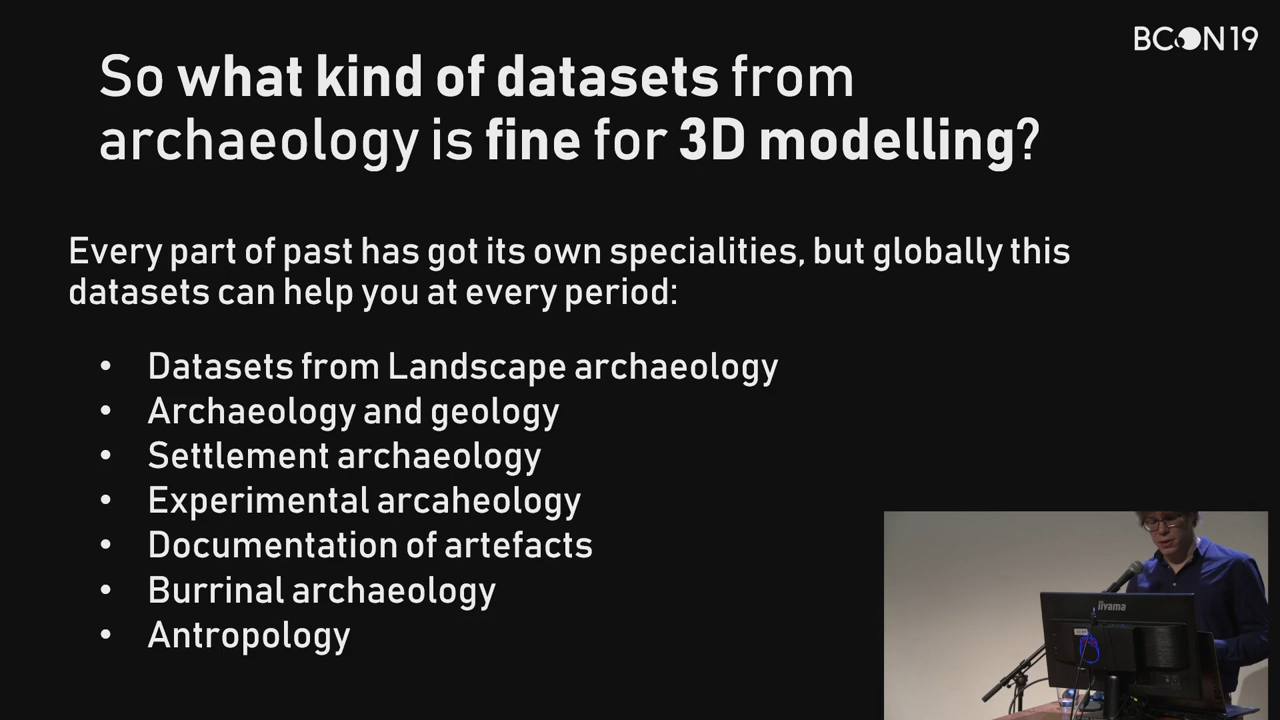 BCON19
So what kind of datasets from
archaeology is fine for 3D modelling?
Every part of past has got its own specialities, but globally this
datasets can help you at every period:
• Datasets from Landscape archaeology
• Archaeology and geology
• Settlement archaeology
• Experimental arcaheology
• Documentation of artefacts
• Burrinal archaeology
• Antropology
iiyama